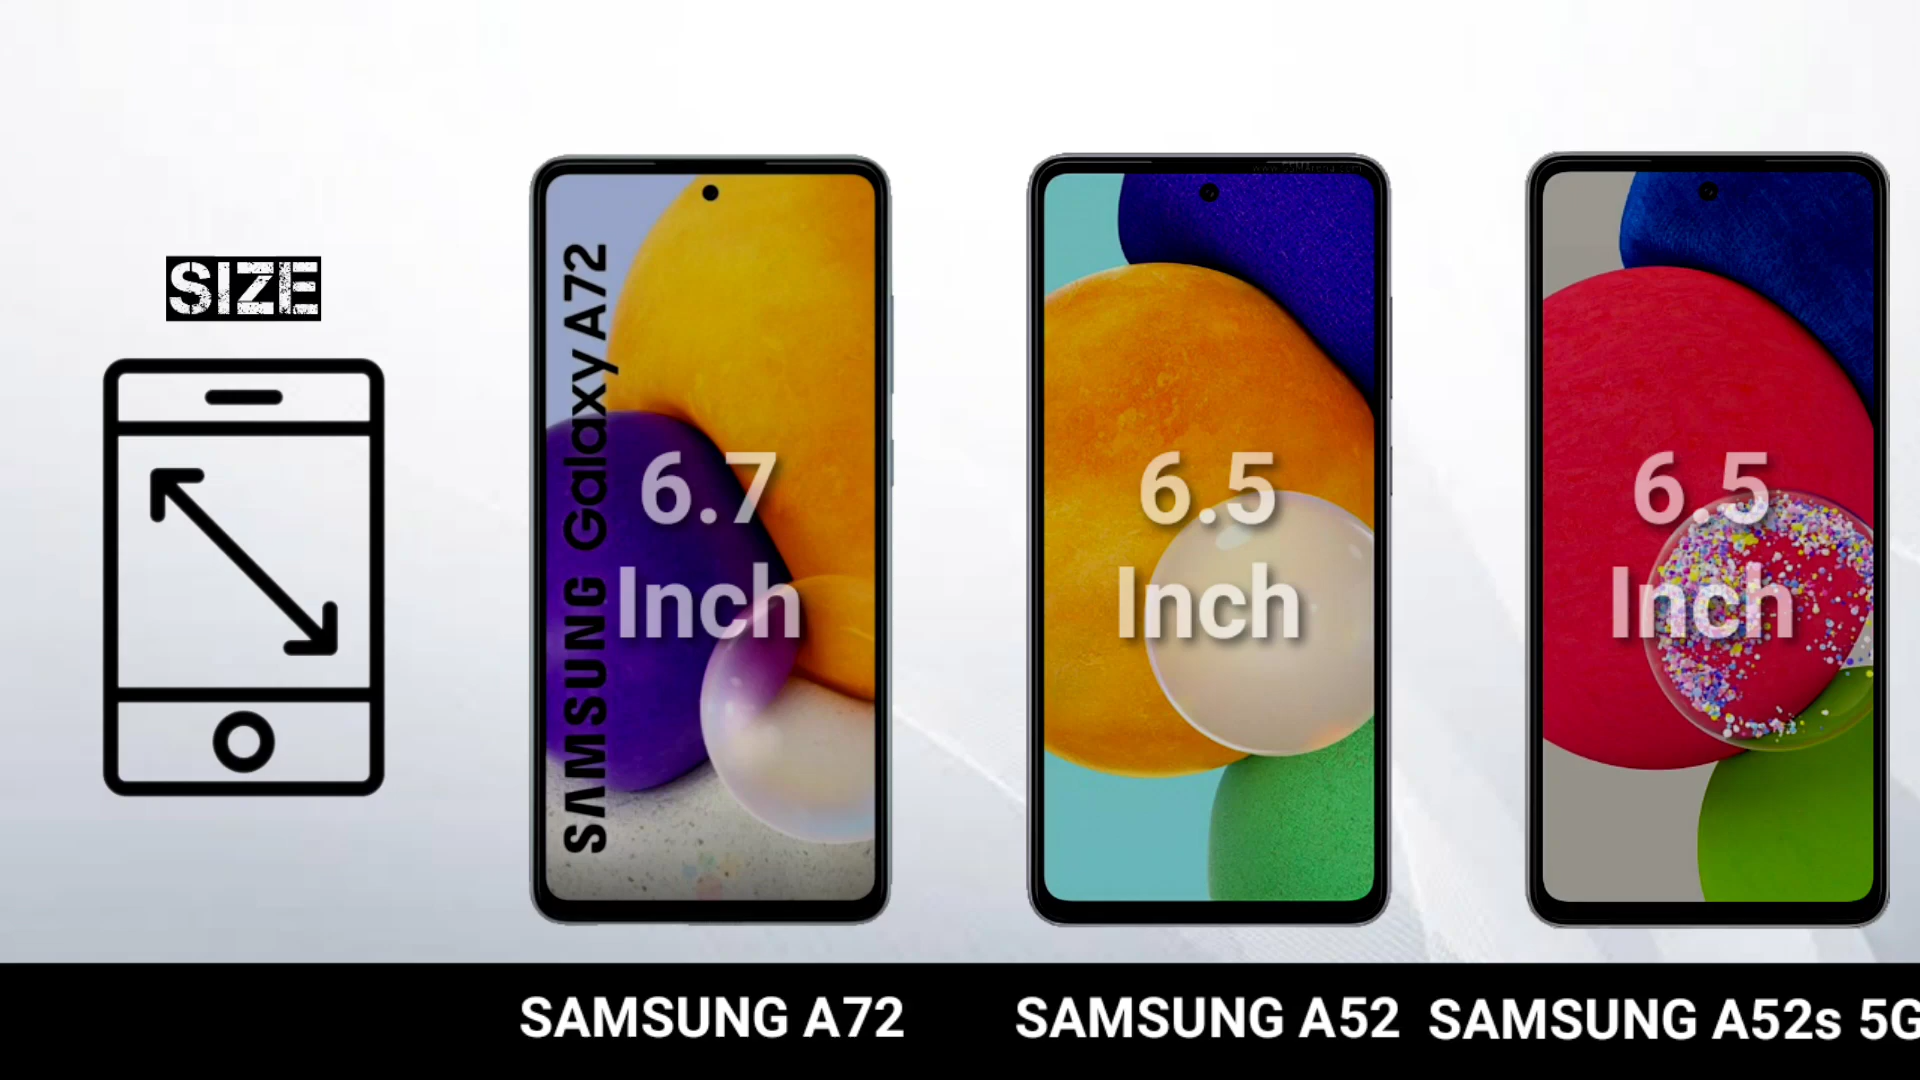 SIZE
SAMSUNG Galaxy A72
6.7
Inch
6.5
Inch
6.5
Inch
SAMSUNG A72
SAMSUNG A52
SAMSUNG A52s 5G